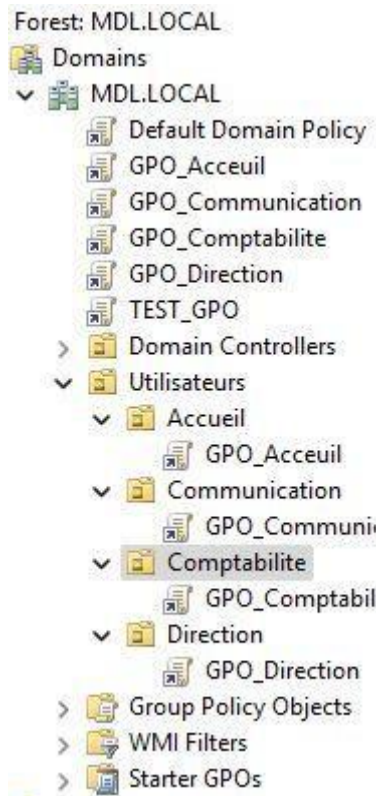 Forest: MDL.LOCAL
Domains
MDL.LOCAL
Default Domain Policy
GPO_Acceuil
GPO_Communication
GPO_Comptabilite
GPO_Direction
TEST_GPO
Domain Controllers
Utilisateurs
Accueil
GPO_Acceuil
Communication
GPO_Communic
Comptabilite
GPO_Comptabil
Direction
GPO_Direction
Group Policy Objects
WMI Filters
Starter GPOs